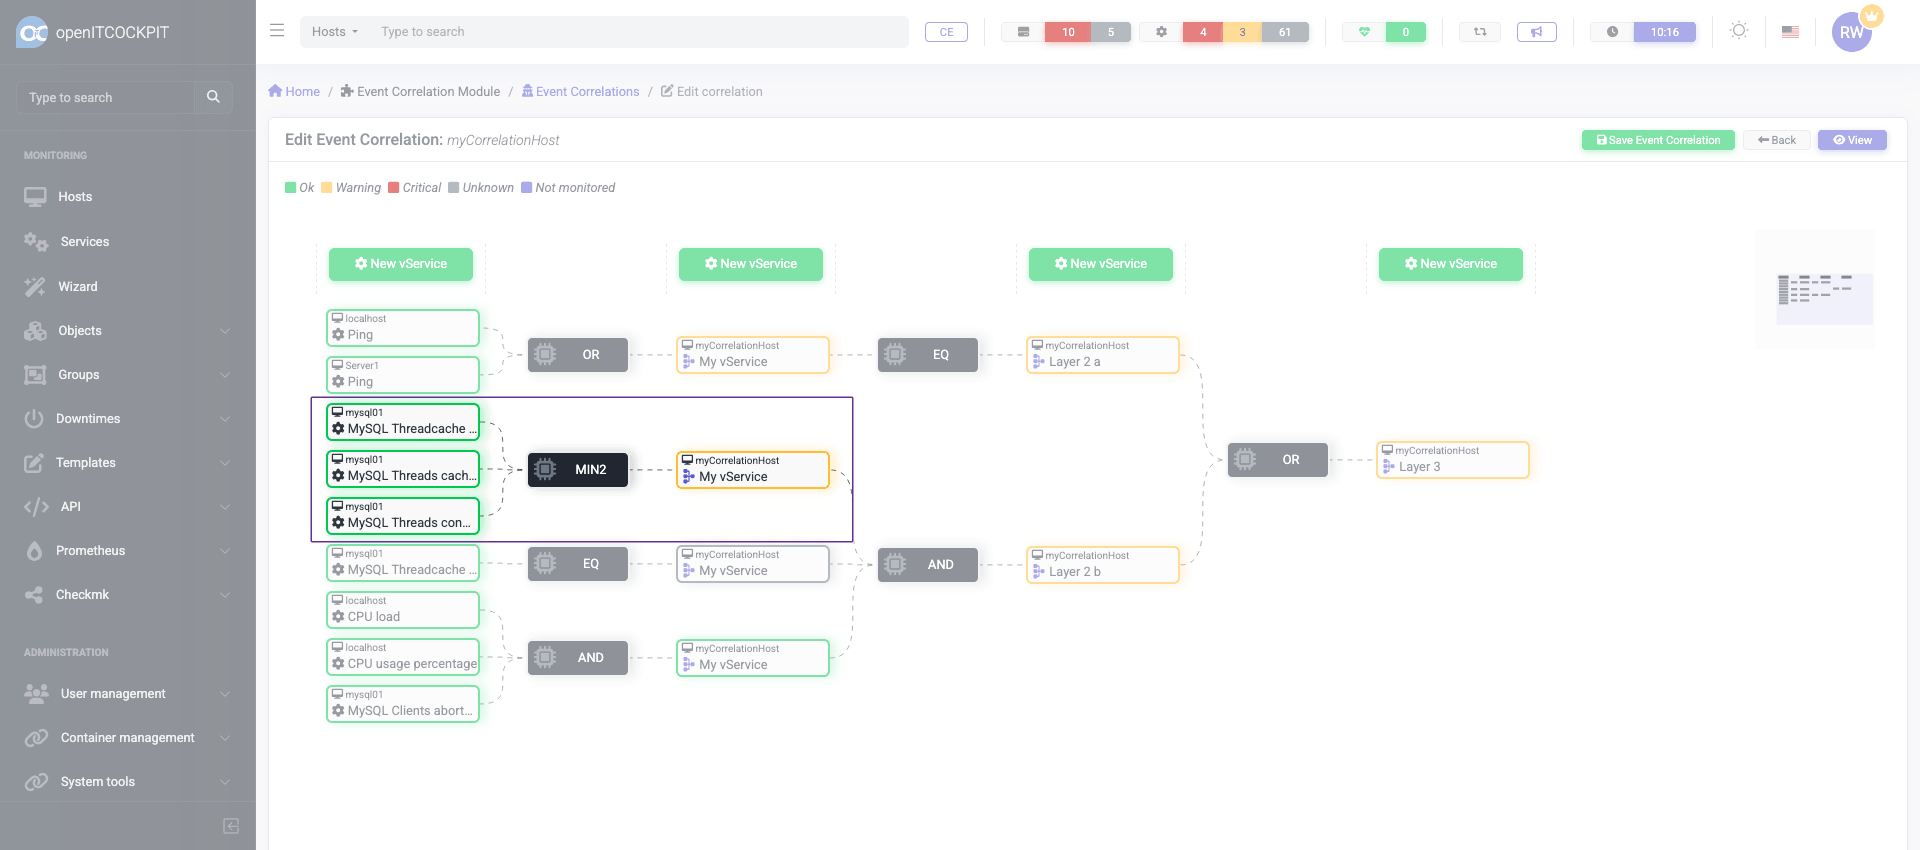 openITCOCKPIT
Hosts
Type to search
CE
10
5
4
3
61
0
10:16
RW
Type to search
Home / Event Correlation Module / Event Correlations / Edit correlation
MONITORING
Hosts
Services
Wizard
Objects
Groups
Downtimes
Templates
API
Prometheus
Checkmk
ADMINISTRATION
User management
Container management
System tools
Edit Event Correlation: myCorrelationHost
Save Event Correlation
Back
View
Ok Warning Critical Unknown Not monitored
New vService
New vService
New vService
New vService
localhost
Ping
Server1
Ping
mysql01
MySQL Threadcache ...
mysql01
MySQL Threads cach...
mysql01
MySQL Threads con...
mysql01
MySQL Threadcache ...
localhost
CPU load
localhost
CPU usage percentage
mysql01
MySQL Clients abort...
OR
MIN2
EQ
AND
myCorrelationHost
My vService
myCorrelationHost
My vService
myCorrelationHost
My vService
myCorrelationHost
My vService
EQ
AND
myCorrelationHost
Layer 2 a
myCorrelationHost
Layer 2 b
OR
myCorrelationHost
Layer 3